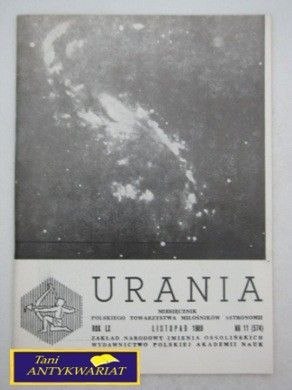 URANIA
MIESIĘCZNIK
POLSKIEGO TOWARZYSTWA MIŁOŚNIKÓW ASTRONOMII
ROK LX LISTOPAD 1989 NR 11 (574)
ZAKŁAD NARODOWY IMIENIA OSSOLIŃSKICH
WYDAWNICTWO POLSKIEJ AKADEMII NAUK
Tani
ANTYKWARIAT